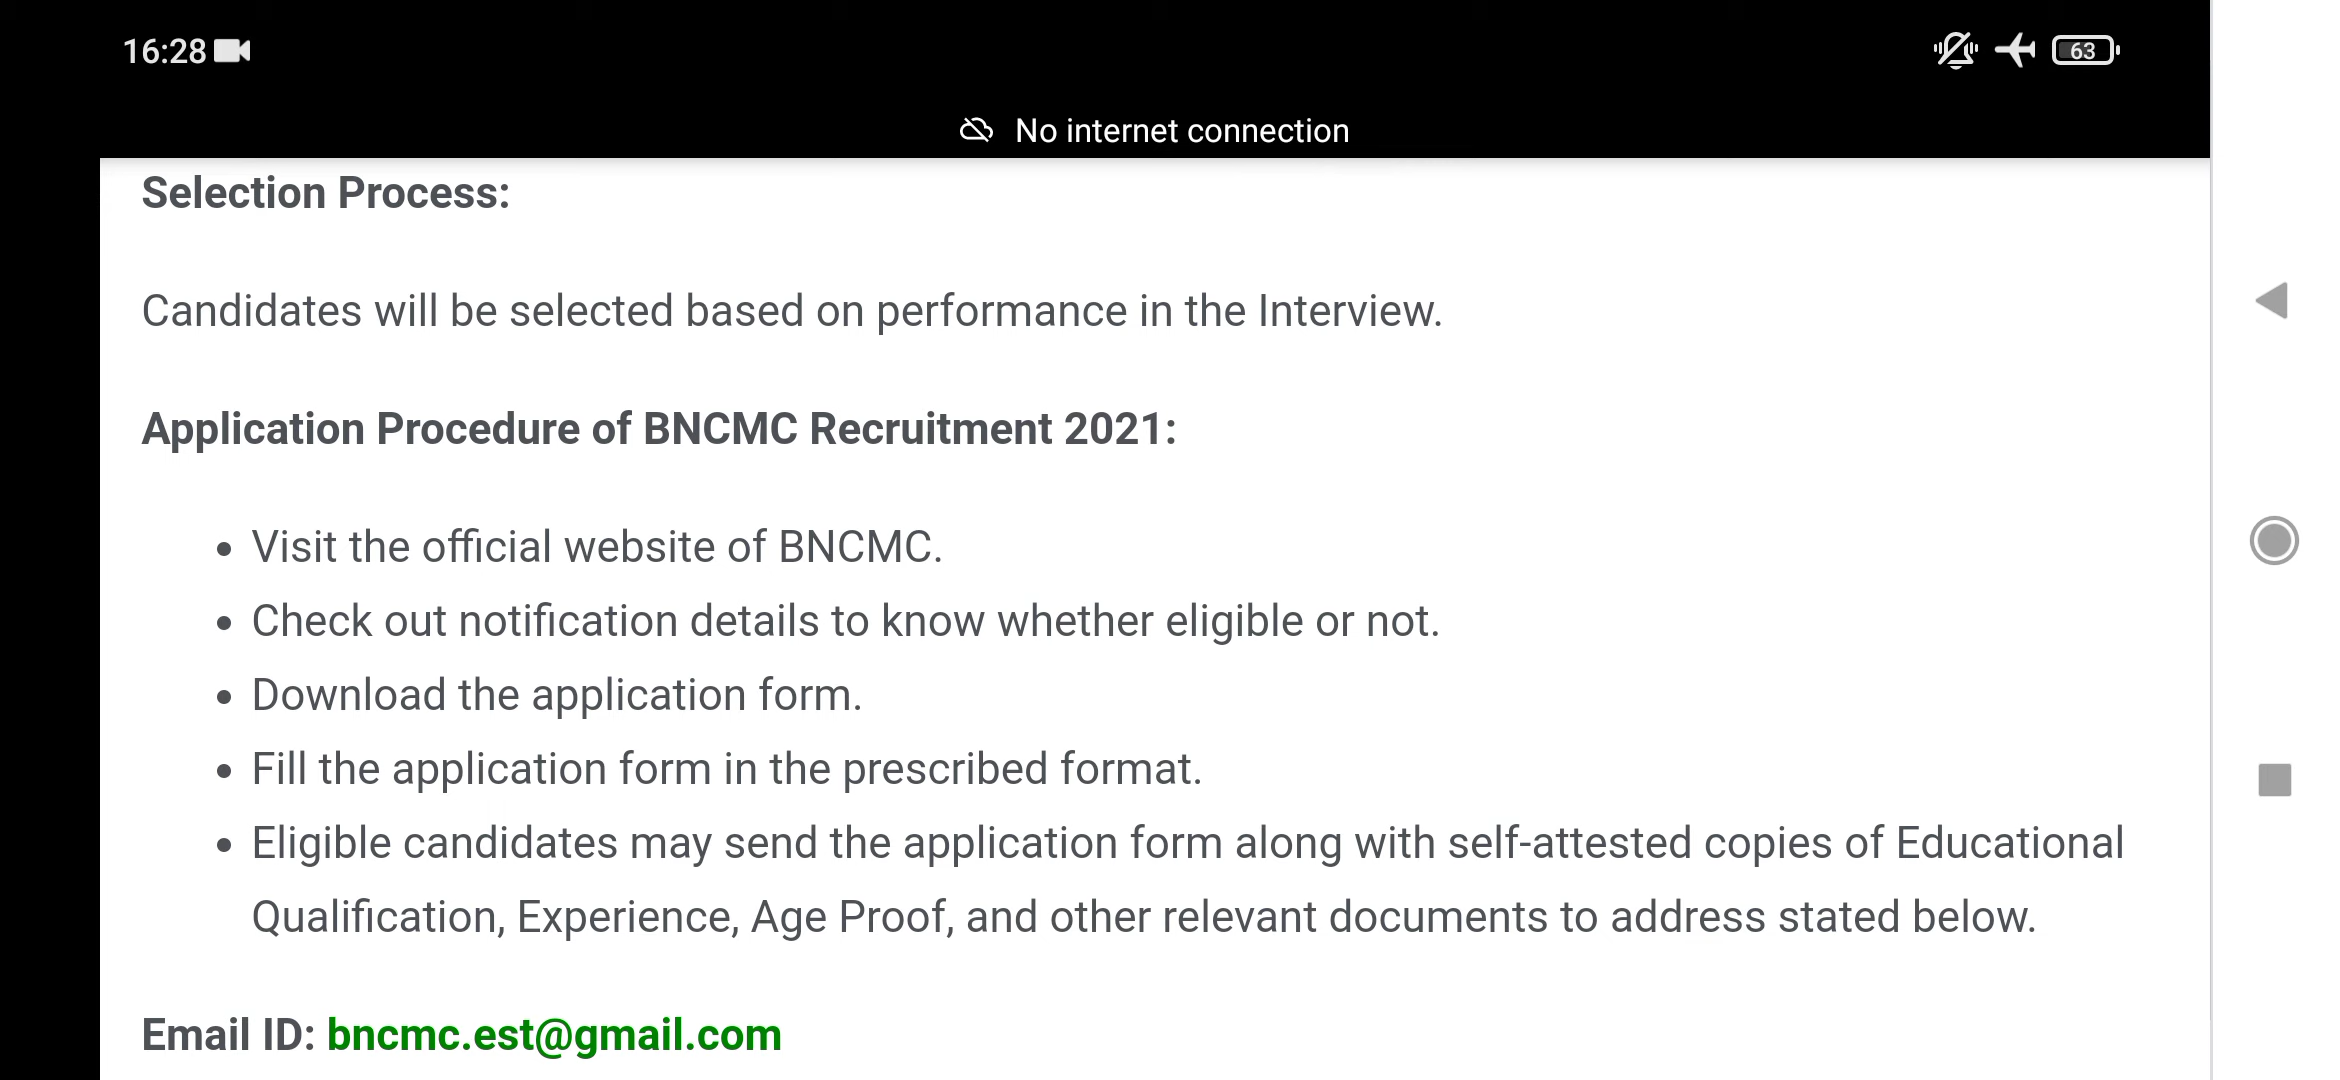 16:28
63
No internet connection
Selection Process:
Candidates will be selected based on performance in the Interview.
Application Procedure of BNCMC Recruitment 2021:
• Visit the official website of BNCMC.
• Check out notification details to know whether eligible or not.
• Download the application form.
• Fill the application form in the prescribed format.
• Eligible candidates may send the application form along with self-attested copies of Educational
Qualification, Experience, Age Proof, and other relevant documents to address stated below.
Email ID: bncmc.est@gmail.com